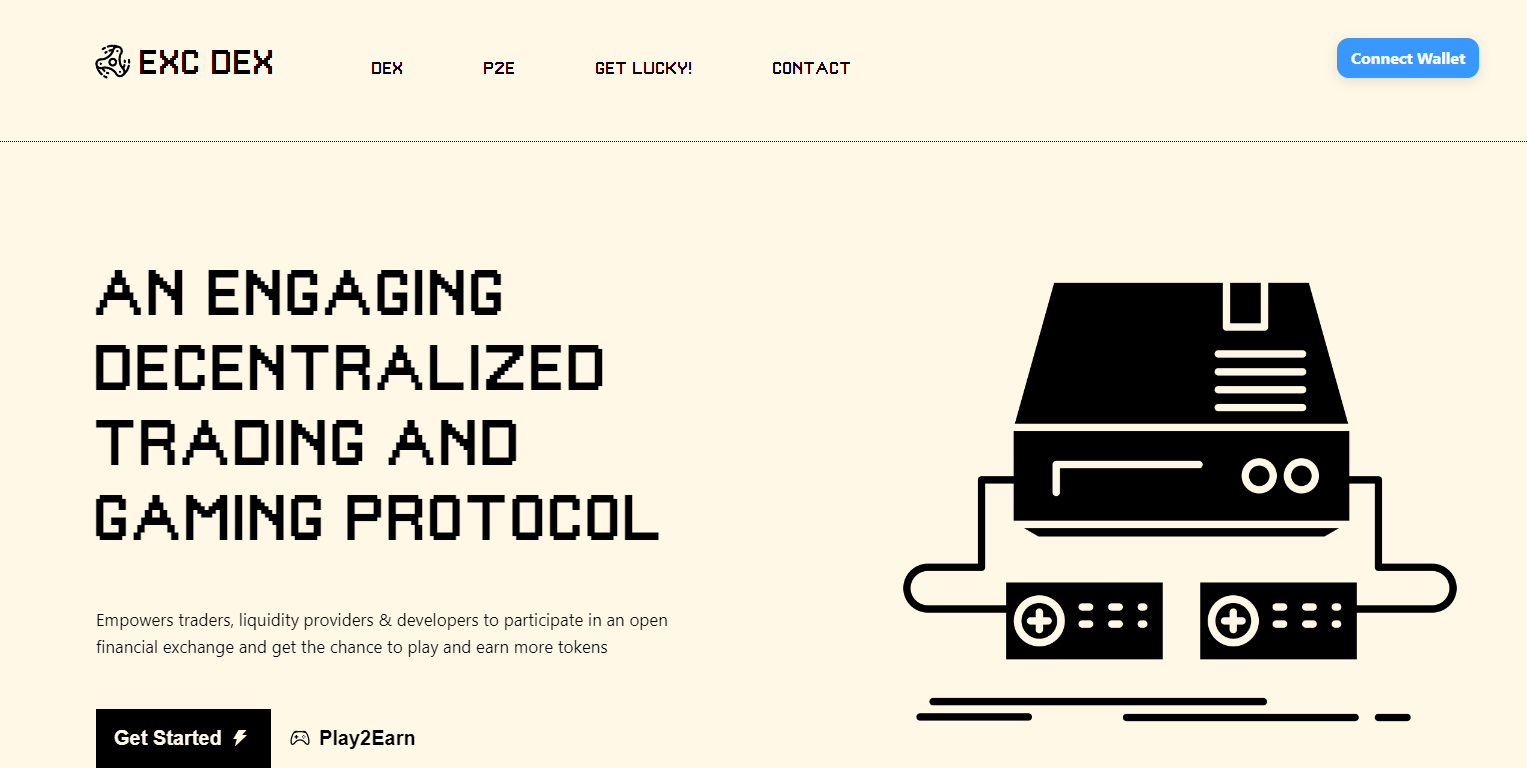 EXC DEX
DEX
P2E
GET LUCKY!
CONTACT
Connect Wallet
AN ENGAGING
DECENTRALIZED
TRADING AND
GAMING PROTOCOL
Empowers traders, liquidity providers & developers to participate in an open
financial exchange and get the chance to play and earn more tokens
Get Started
Play2Earn